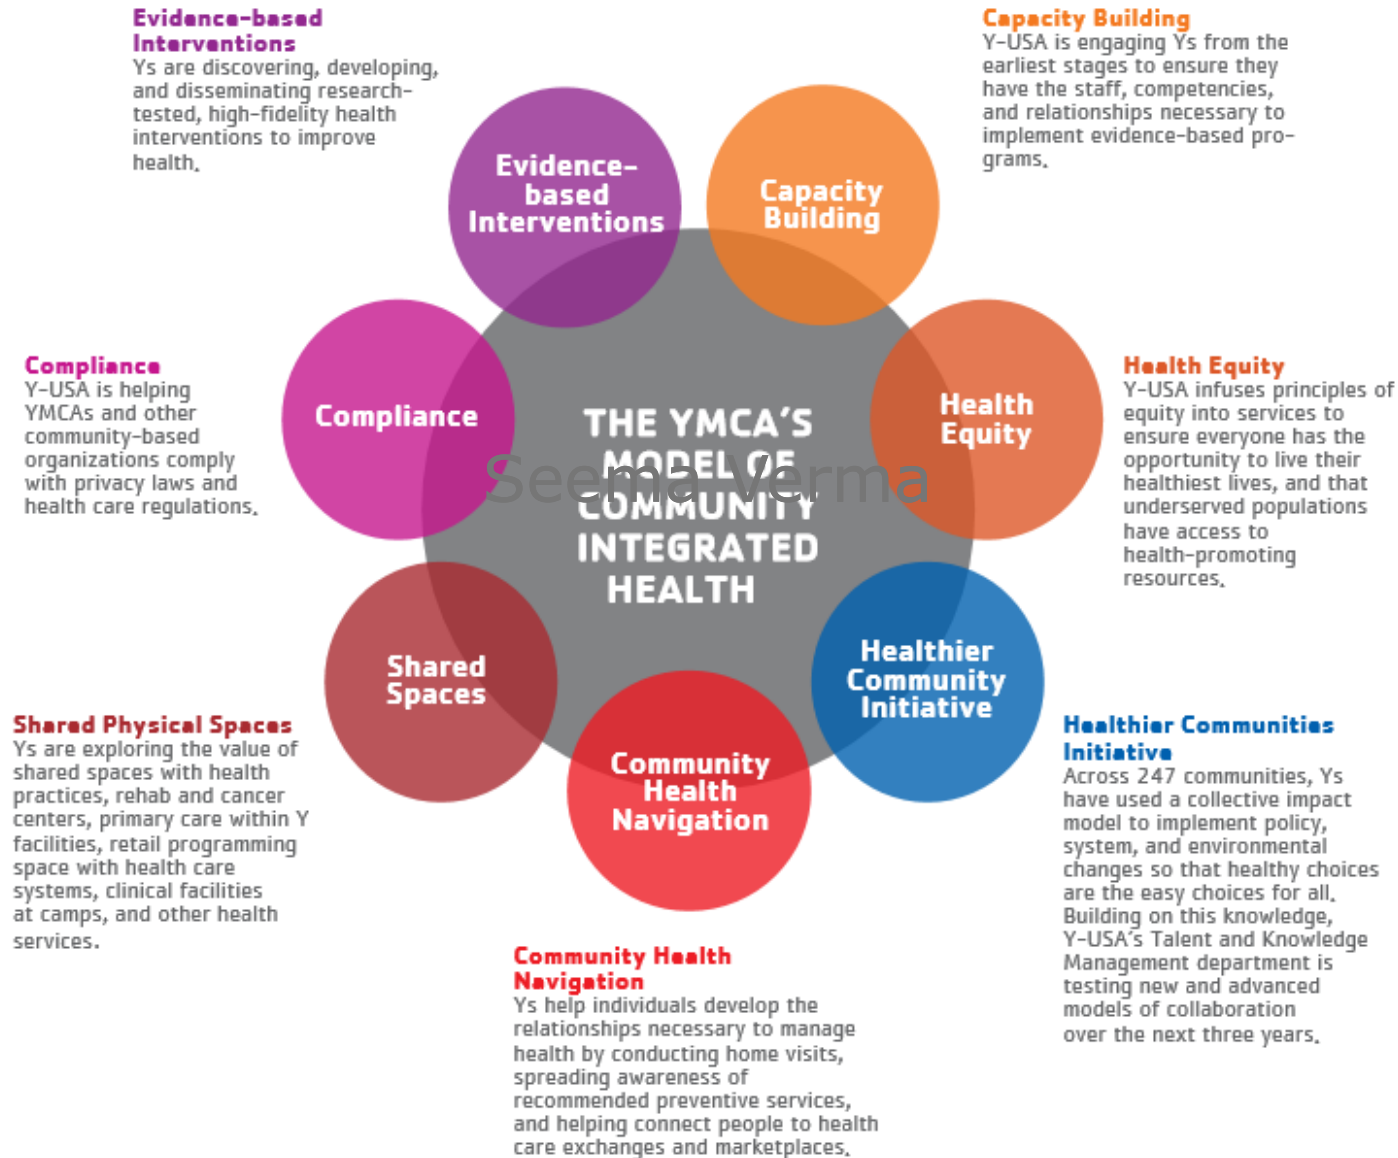 Evidence-based
Interventions
Ys are discovering, developing,
and disseminating research-
tested, high-fidelity health
interventions to improve
health.
Capacity Building
Y-USA is engaging Ys from the
earliest stages to ensure they
have the staff, competencies,
and relationships necessary to
implement evidence-based pro-
grams.
Evidence-
based
Interventions
Capacity
Building
Compliance
Y-USA is helping
YMCAs and other
community-based
organizations comply
with privacy laws and
health care regulations.
Compliance
THE YMCA'S
MODEL OF
COMMUNITY
INTEGRATED
HEALTH
Seema Verma
Health
Equity
Health Equity
Y-USA infuses principles of
equity into services to
ensure everyone has the
opportunity to live their
healthiest lives, and that
underserved populations
have access to
health-promoting
resources.
Shared
Spaces
Healthier
Community
Initiative
Community
Health
Navigation
Shared Physical Spaces
Ys are exploring the value of
shared spaces with health
practices, rehab and cancer
centers, primary care within Y
facilities, retail programming
space with health care
systems, clinical facilities
at camps, and other health
services.
Healthier Communities
Initiative
Across 247 communities, Ys
have used a collective impact
model to implement policy,
system, and environmental
changes so that healthy choices
are the easy choices for all.
Building on this knowledge,
Y-USA's Talent and Knowledge
Management department is
testing new and advanced
models of collaboration
over the next three years.
Community Health
Navigation
Ys help individuals develop the
relationships necessary to manage
health by conducting home visits,
spreading awareness of
recommended preventive services,
and helping connect people to health
care exchanges and marketplaces.